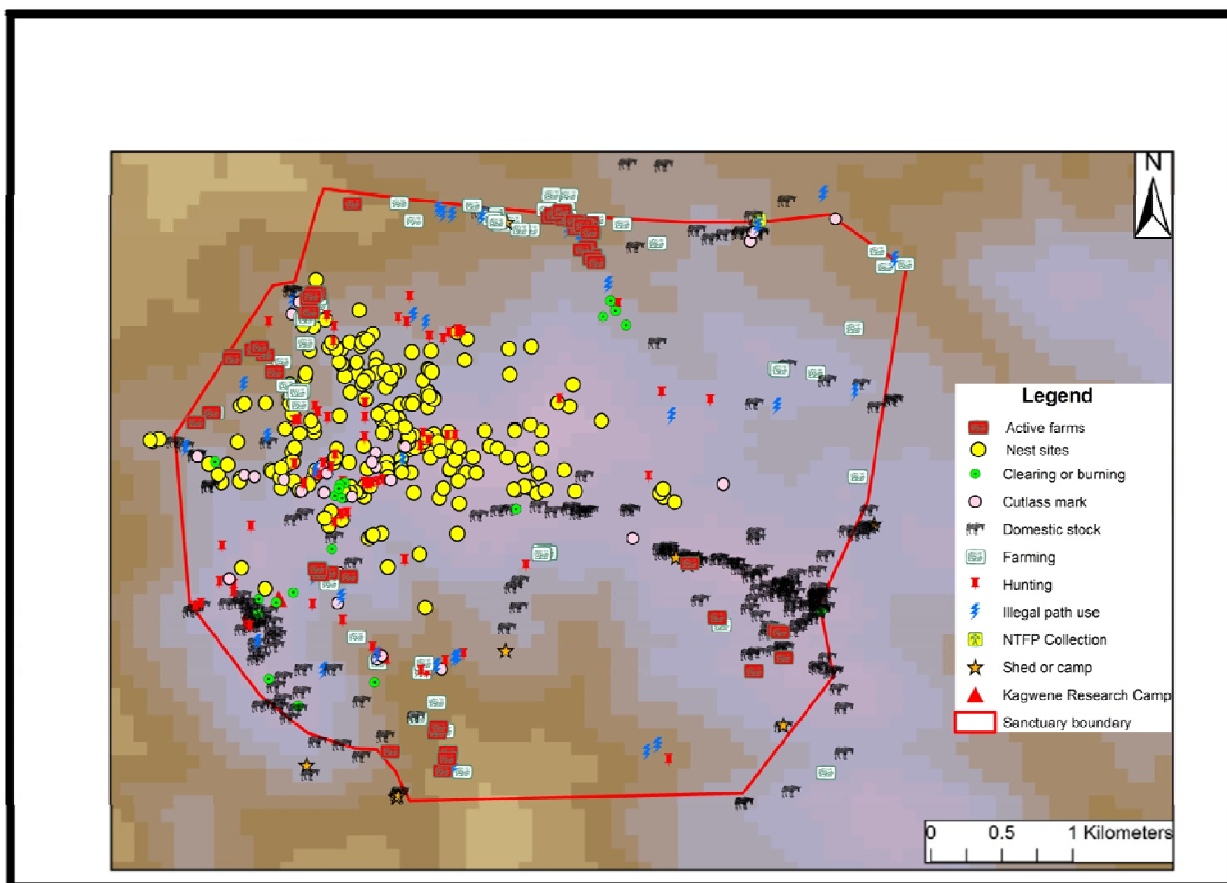 N
Legend
Active farms
Nest sites
Clearing or burning
Cutlass mark
Domestic stock
Farming
Hunting
Illegal path use
NTFP Collection
Shed or camp
Kagwene Research Camp
Sanctuary boundary
0 0.5 1 Kilometers